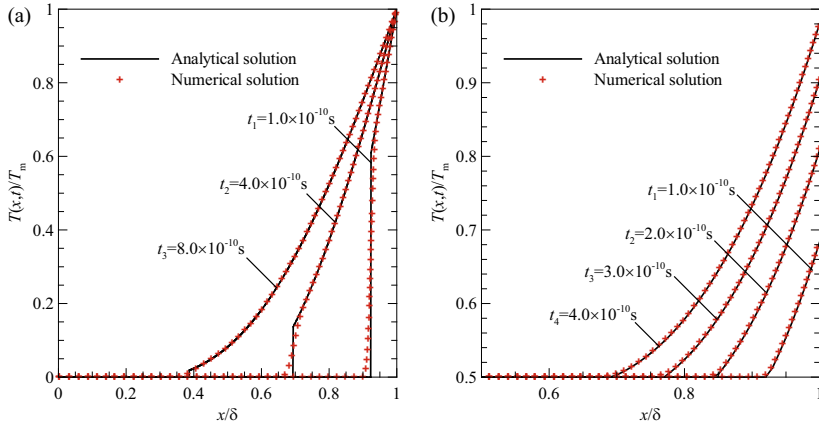 (a)
1
0.8
0.6
0.4
0.2
0
T(x,t)/Tₘ
Analytical solution
Numerical solution
t₁=1.0×10⁻¹⁰s
t₂=4.0×10⁻¹⁰s
t₃=8.0×10⁻¹⁰s
0 0.2 0.4 0.6 0.8 1
x/δ
(b)
1
0.9
0.8
0.7
0.6
0.5
T(x,t)/Tₘ
Analytical solution
Numerical solution
t₁=1.0×10⁻¹⁰s
t₂=2.0×10⁻¹⁰s
t₃=3.0×10⁻¹⁰s
t₄=4.0×10⁻¹⁰s
0.6 0.8 1
x/δ